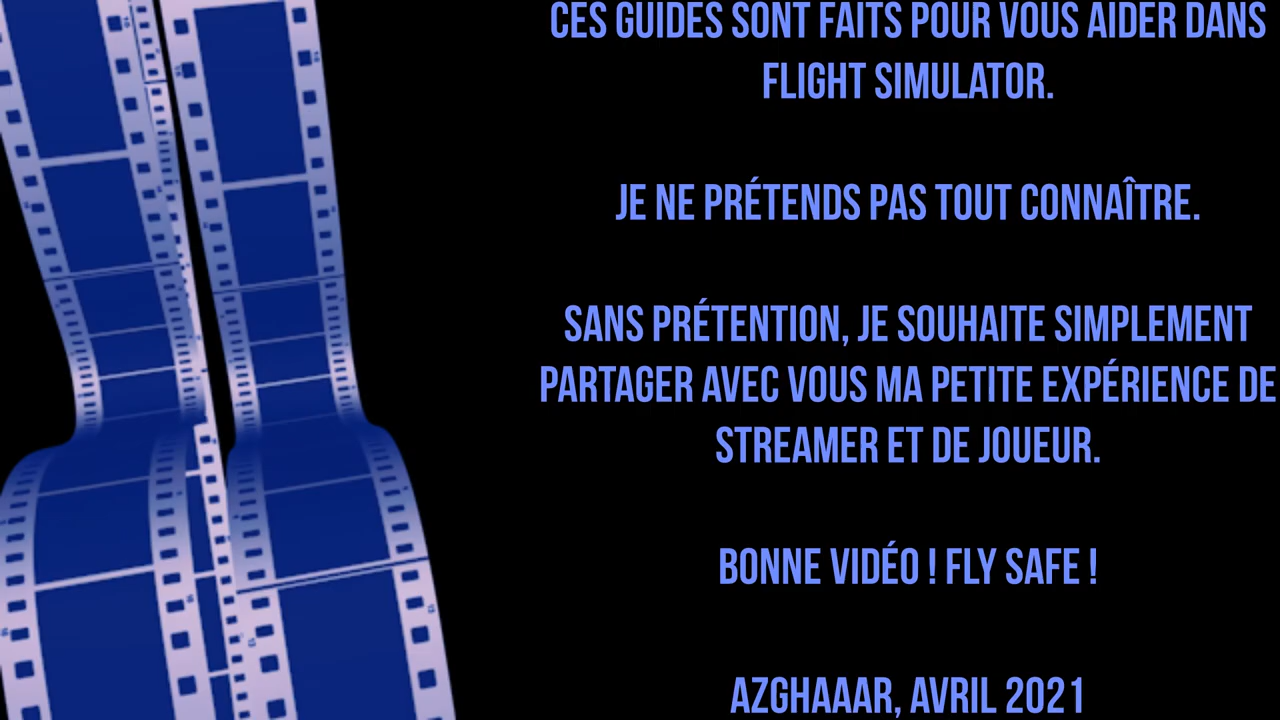 CES GUIDES SONT FAITS POUR VOUS AIDER DANS
FLIGHT SIMULATOR.
JE NE PRÉTENDS PAS TOUT CONNAÎTRE.
SANS PRÉTENTION, JE SOUHAITE SIMPLEMENT
PARTAGER AVEC VOUS MA PETITE EXPÉRIENCE DE
STREAMER ET DE JOUEUR.
BONNE VIDÉO ! FLY SAFE !
AZGHAAAR, AVRIL 2021